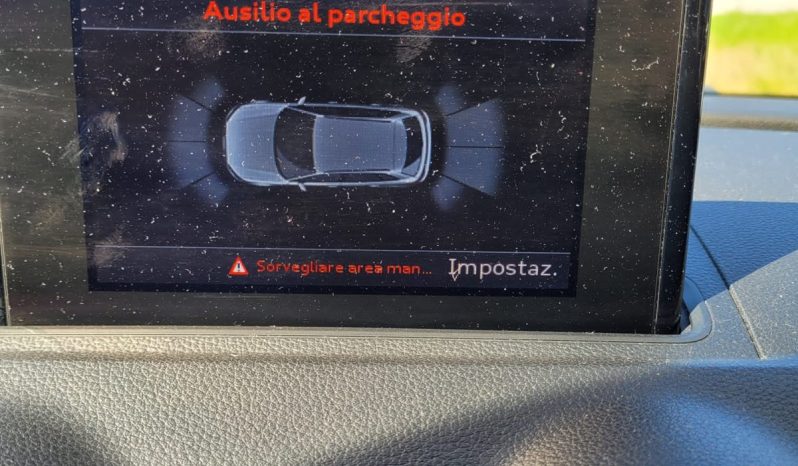 Ausilio al parcheggio
Sorvegliare area man... Impostaz.